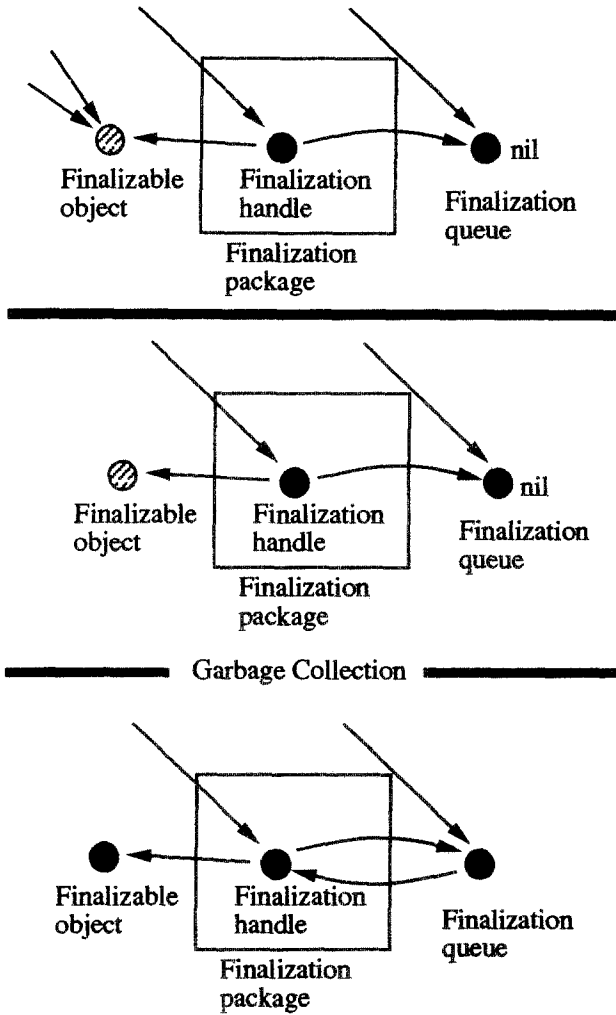 nil
Finalizable
object
Finalization
handle
Finalization
queue
Finalization
package
nil
Finalizable
object
Finalization
handle
Finalization
queue
Finalization
package
Garbage Collection
Finalizable
object
Finalization
handle
Finalization
queue
Finalization
package